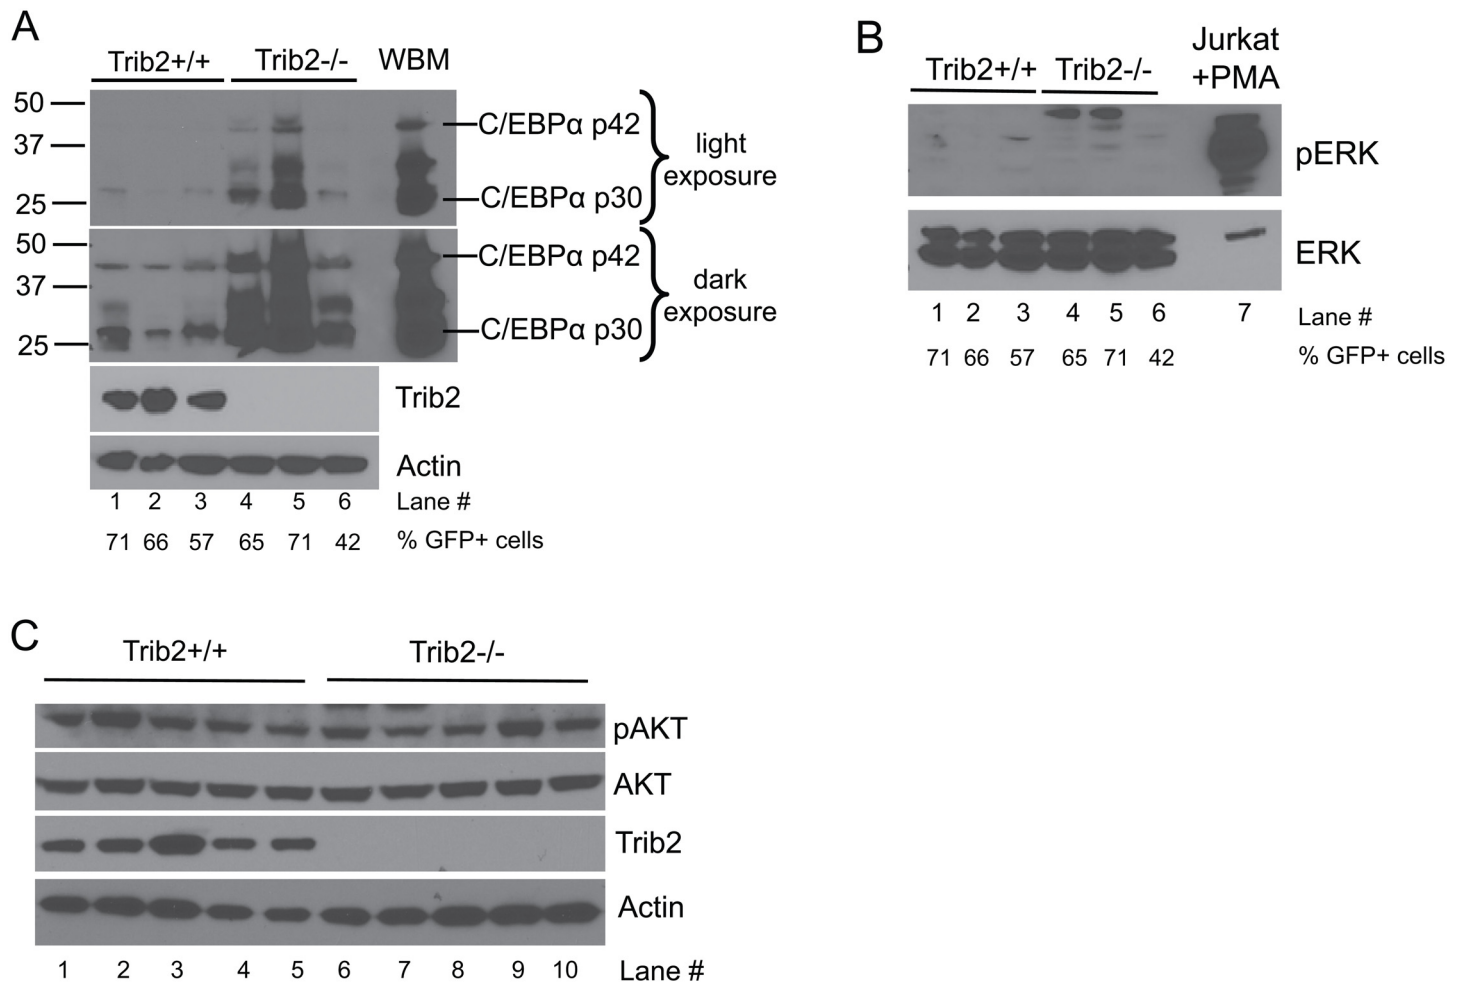 A
Trib2+/+ Trib2-/- WBM
50
37
25
C/EBPα p42
C/EBPα p30
light
exposure
50
37
25
C/EBPα p42
C/EBPα p30
dark
exposure
Trib2
Actin
1 2 3 4 5 6 Lane #
71 66 57 65 71 42 % GFP+ cells
B
Trib2+/+ Trib2-/- Jurkat
+PMA
pERK
ERK
1 2 3 4 5 6 7 Lane #
71 66 57 65 71 42 % GFP+ cells
C
Trib2+/+ Trib2-/-
pAKT
AKT
Trib2
Actin
1 2 3 4 5 6 7 8 9 10 Lane #